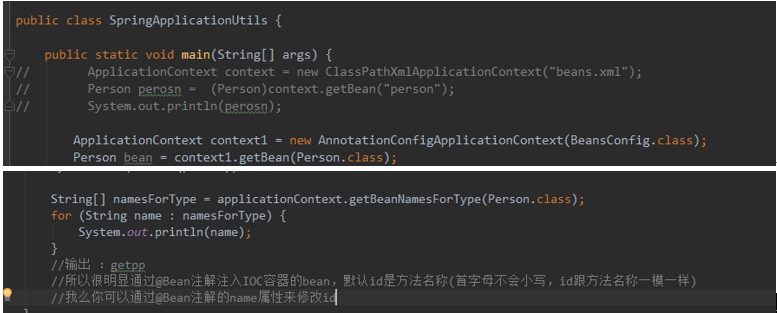 public class SpringApplicationUtils {
public static void main(String[] args) {
// ApplicationContext context = new ClassPathXmlApplicationContext("beans.xml");
// Person perosn = (Person)context.getBean("person");
// System.out.println(perosn);
ApplicationContext context1 = new AnnotationConfigApplicationContext(BeansConfig.class);
Person bean = context1.getBean(Person.class);
String[] namesForType = applicationContext.getBeanNamesForType(Person.class);
for (String name : namesForType) {
System.out.println(name);
}
//输出 : getpp
//所以很明显通过@Bean注解注入IOC容器的bean, 默认id是方法名称(首字母不会小写, id跟方法名称一模一样)
//我么你可以通过@Bean注解的name属性来修改id
}